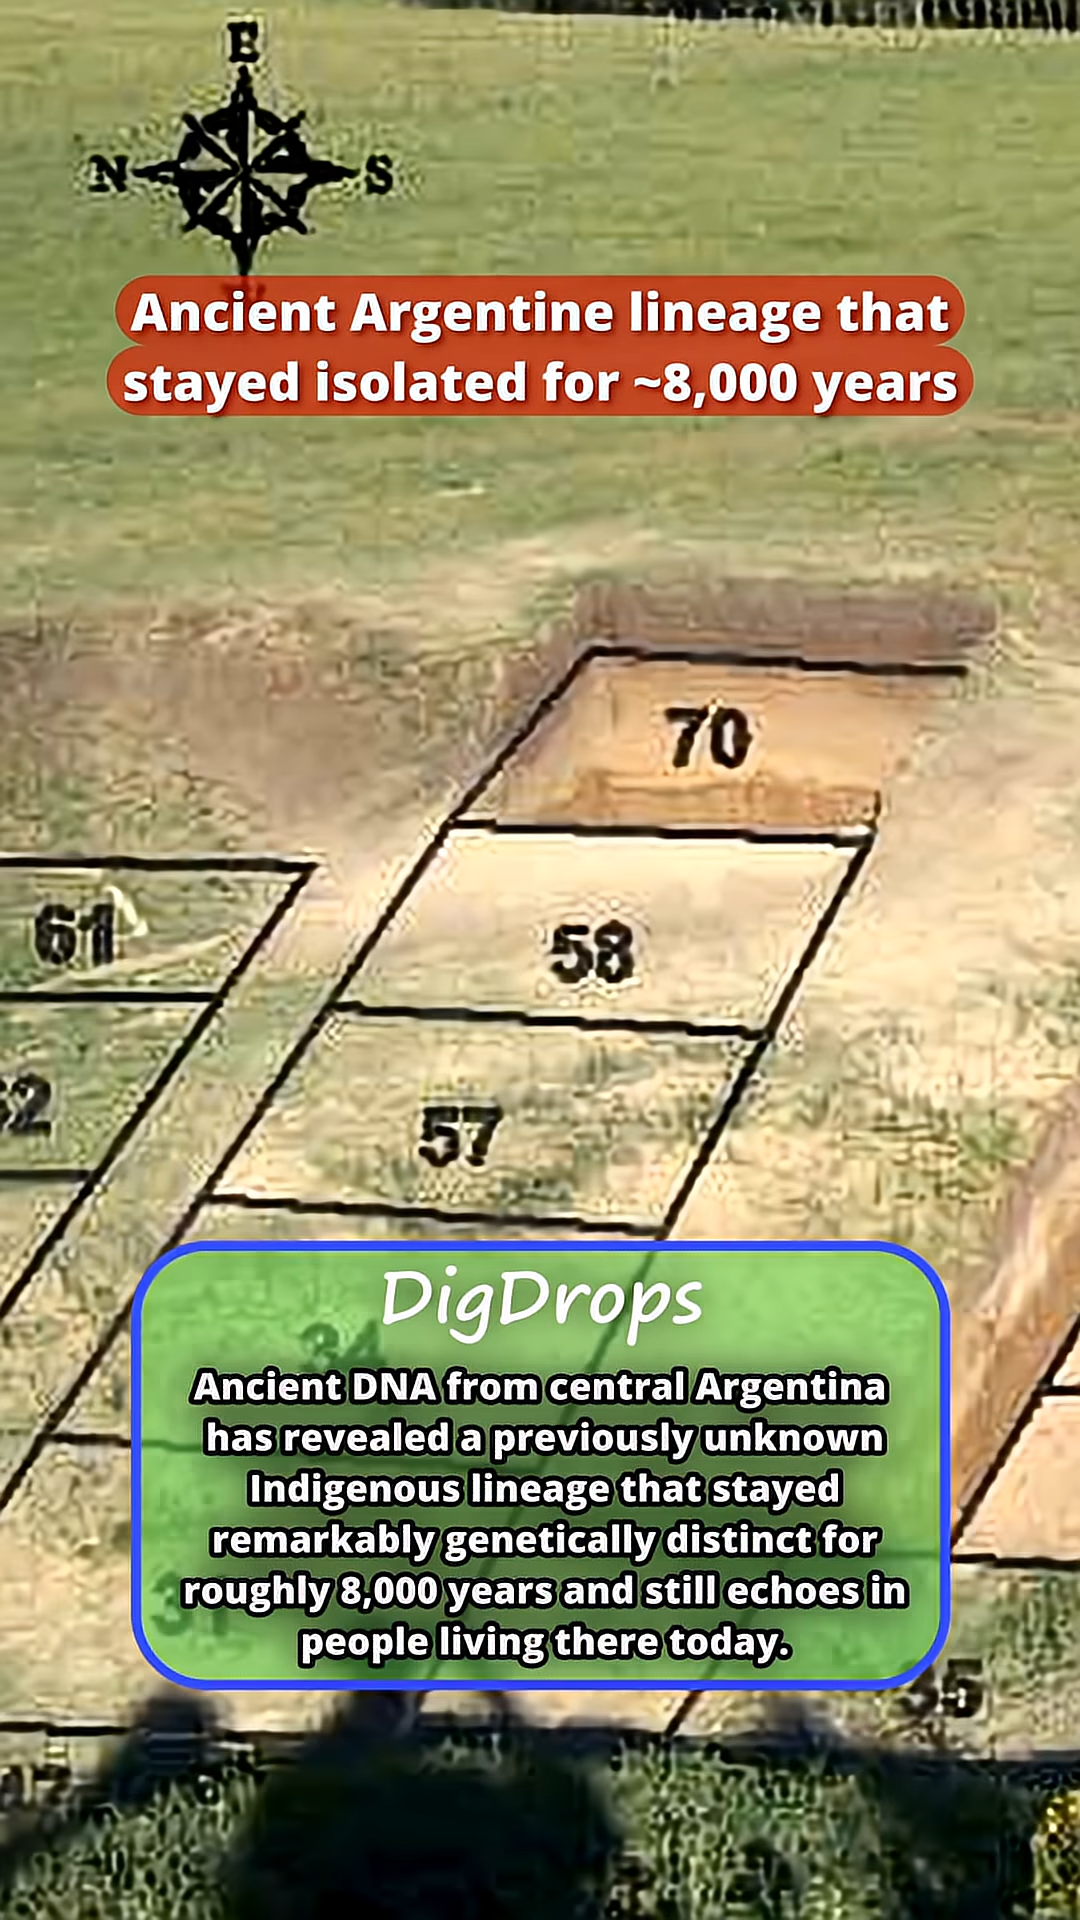 E
N
S
Ancient Argentine lineage that
stayed isolated for ~8,000 years
70
58
61
57
DigDrops
34
Ancient DNA from central Argentina
has revealed a previously unknown
Indigenous lineage that stayed
remarkably genetically distinct for
roughly 8,000 years and still echoes in
people living there today.